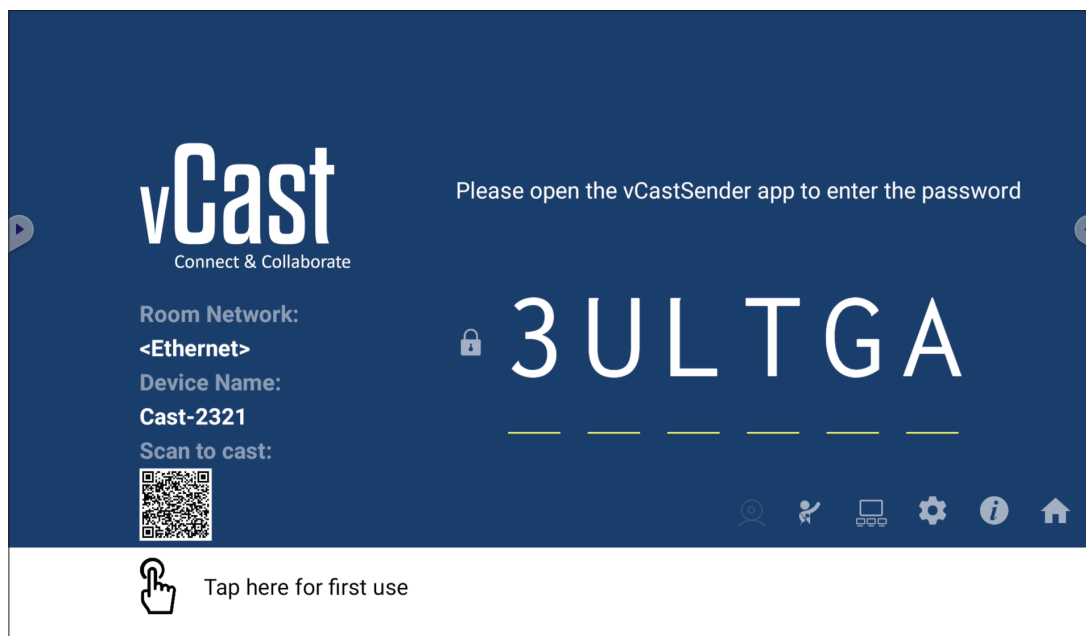 vCast
Connect & Collaborate
Please open the vCastSender app to enter the password
Room Network:
<Ethernet>
Device Name:
Cast-2321
Scan to cast:
3ULTGA
Tap here for first use